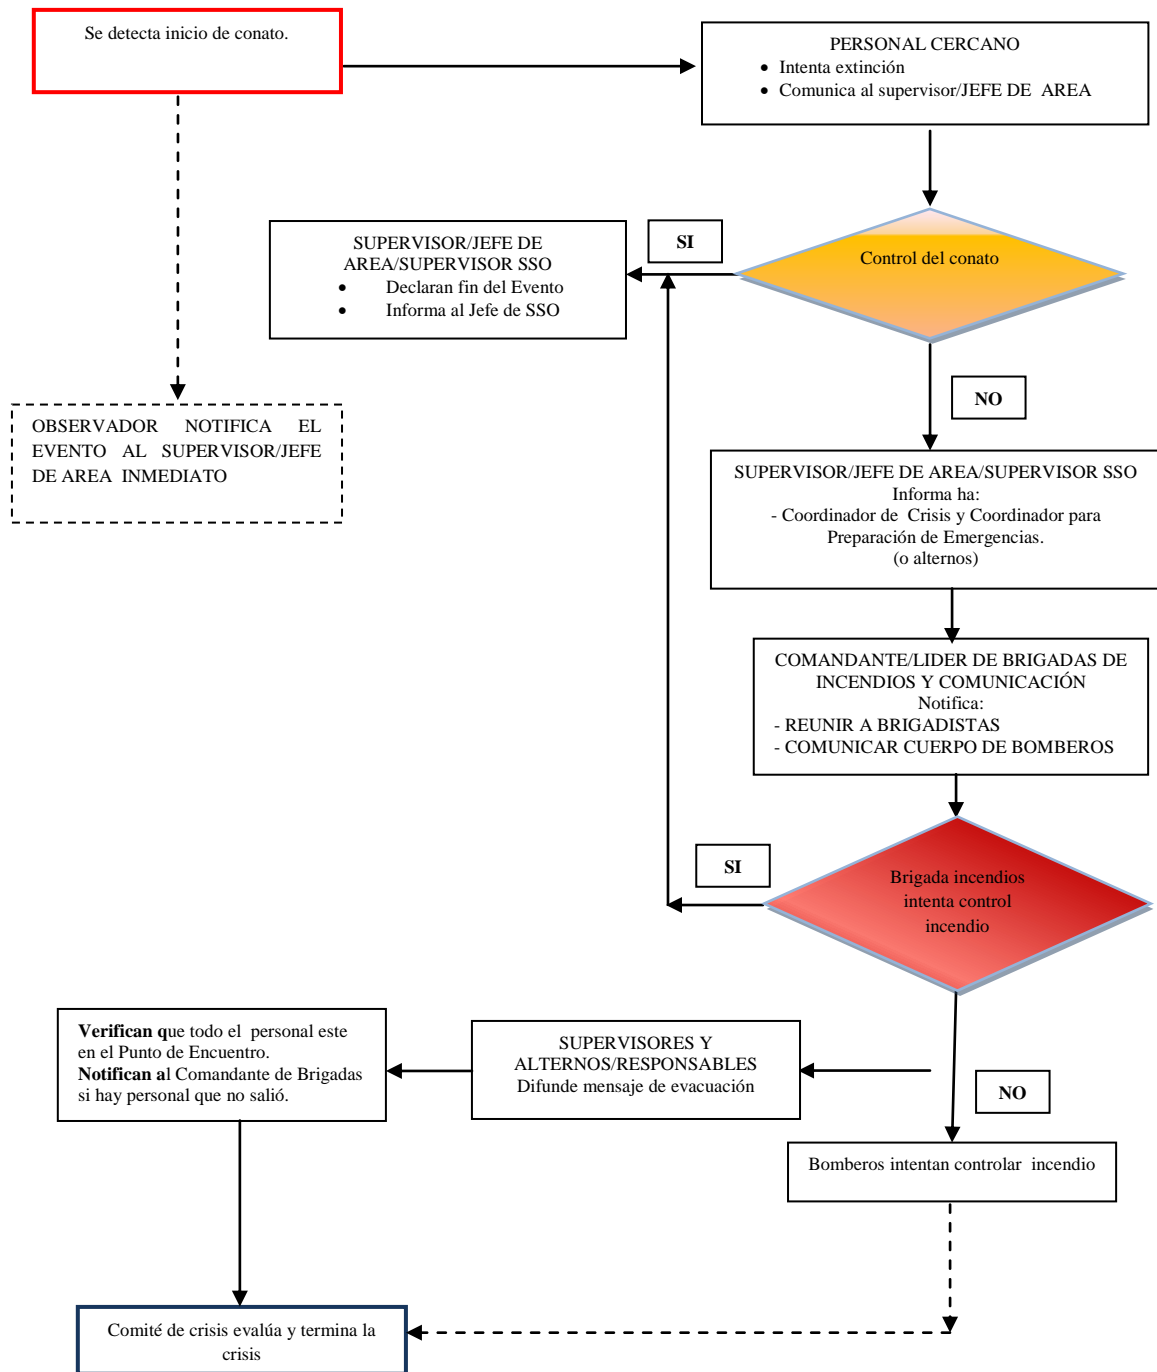 Se detecta inicio de conato.
PERSONAL CERCANO
• Intenta extinción
• Comunica al supervisor/JEFE DE AREA
Control del conato
SI
SUPERVISOR/JEFE DE
AREA/SUPERVISOR SSO
• Declaran fin del Evento
• Informa al Jefe de SSO
NO
OBSERVADOR NOTIFICA EL
EVENTO AL SUPERVISOR/JEFE
DE AREA INMEDIATO
SUPERVISOR/JEFE DE AREA/SUPERVISOR SSO
Informa ha:
- Coordinador de Crisis y Coordinador para
Preparación de Emergencias.
(o alternos)
COMANDANTE/LIDER DE BRIGADAS DE
INCENDIOS Y COMUNICACIÓN
Notifica:
- REUNIR A BRIGADISTAS
- COMUNICAR CUERPO DE BOMBEROS
SI
Brigada incendios
intenta control
incendio
Verifican que todo el personal este
en el Punto de Encuentro.
Notifican al Comandante de Brigadas
si hay personal que no salió.
SUPERVISORES Y
ALTERNOS/RESPONSABLES
Difunde mensaje de evacuación
NO
Bomberos intentan controlar incendio
Comité de crisis evalúa y termina la
crisis